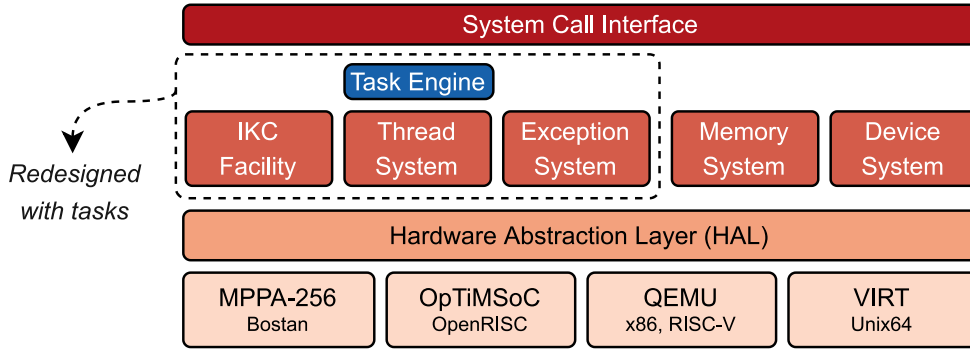 System Call Interface
Task Engine
IKC
Facility
Thread
System
Exception
System
Memory
System
Device
System
Redesigned
with tasks
Hardware Abstraction Layer (HAL)
MPPA-256
Bostan
OpTiMSoC
OpenRISC
QEMU
x86, RISC-V
VIRT
Unix64